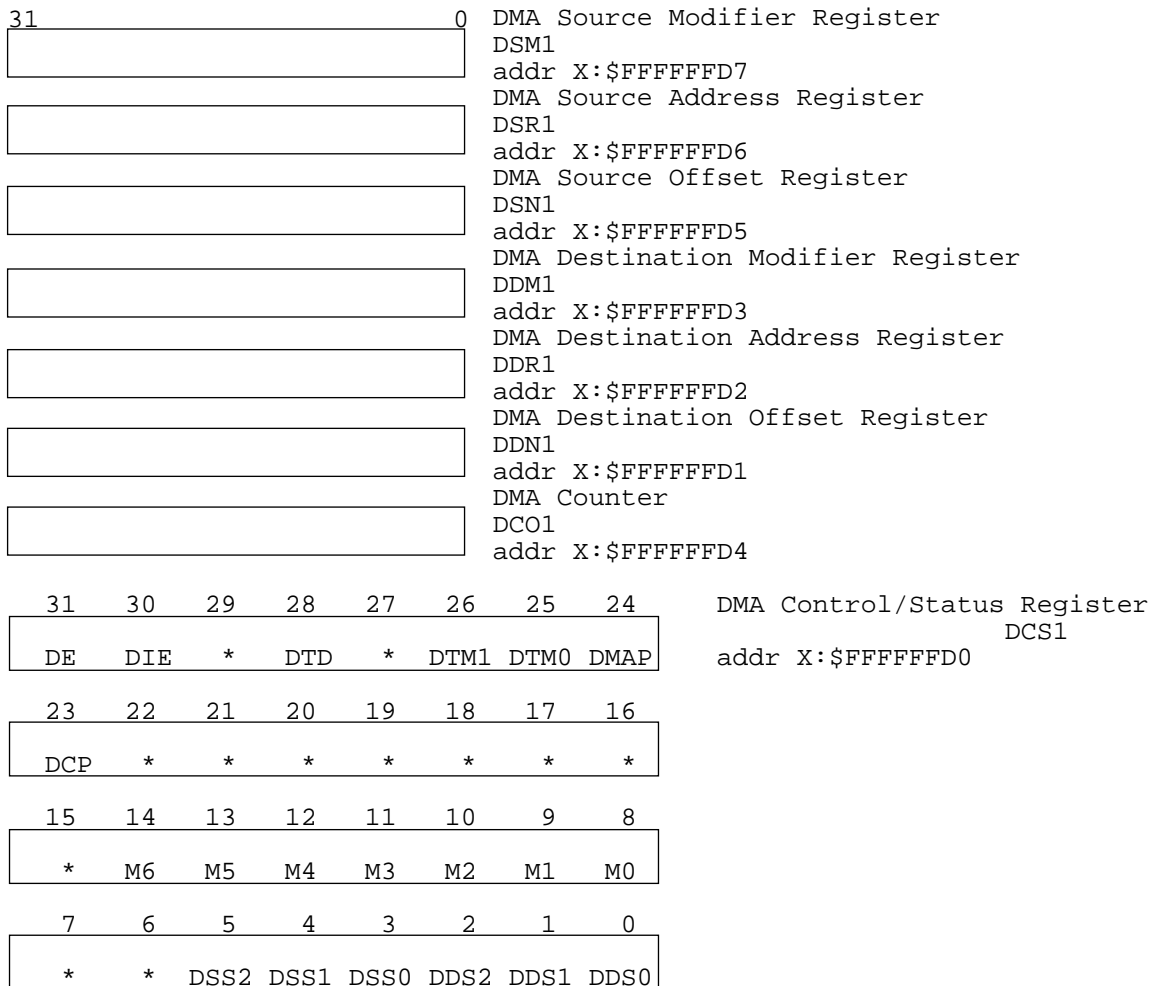 31 0 DMA Source Modifier Register
DSM1
addr X:$FFFFFFD7
DMA Source Address Register
DSR1
addr X:$FFFFFFD6
DMA Source Offset Register
DSN1
addr X:$FFFFFFD5
DMA Destination Modifier Register
DDM1
addr X:$FFFFFFD3
DMA Destination Address Register
DDR1
addr X:$FFFFFFD2
DMA Destination Offset Register
DDN1
addr X:$FFFFFFD1
DMA Counter
DCO1
addr X:$FFFFFFD4
31 30 29 28 27 26 25 24 DMA Control/Status Register
DCS1
DE DIE * DTD * DTM1 DTM0 DMAP addr X:$FFFFFFD0
23 22 21 20 19 18 17 16
DCP * * * * * * *
15 14 13 12 11 10 9 8
* M6 M5 M4 M3 M2 M1 M0
7 6 5 4 3 2 1 0
* * DSS2 DSS1 DSS0 DDS2 DDS1 DDS0